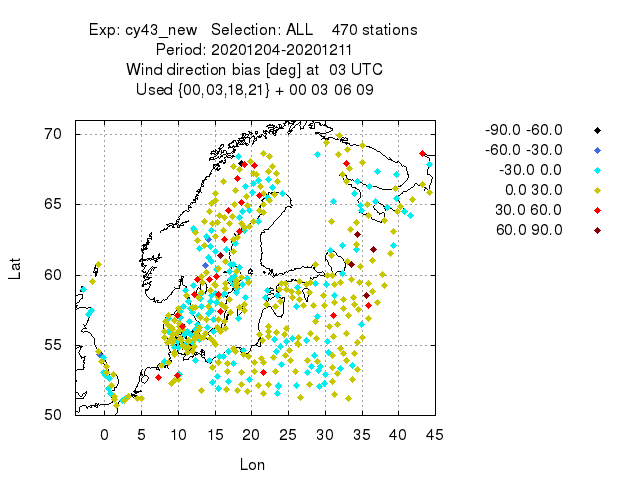 Exp: cy43_new Selection: ALL 470 stations
Period: 20201204-20201211
Wind direction bias [deg] at 03 UTC
Used {00,03,18,21} + 00 03 06 09
-90.0 -60.0
-60.0 -30.0
-30.0 0.0
0.0 30.0
30.0 60.0
60.0 90.0
70
65
60
55
50
Lat
0 5 10 15 20 25 30 35 40 45
Lon